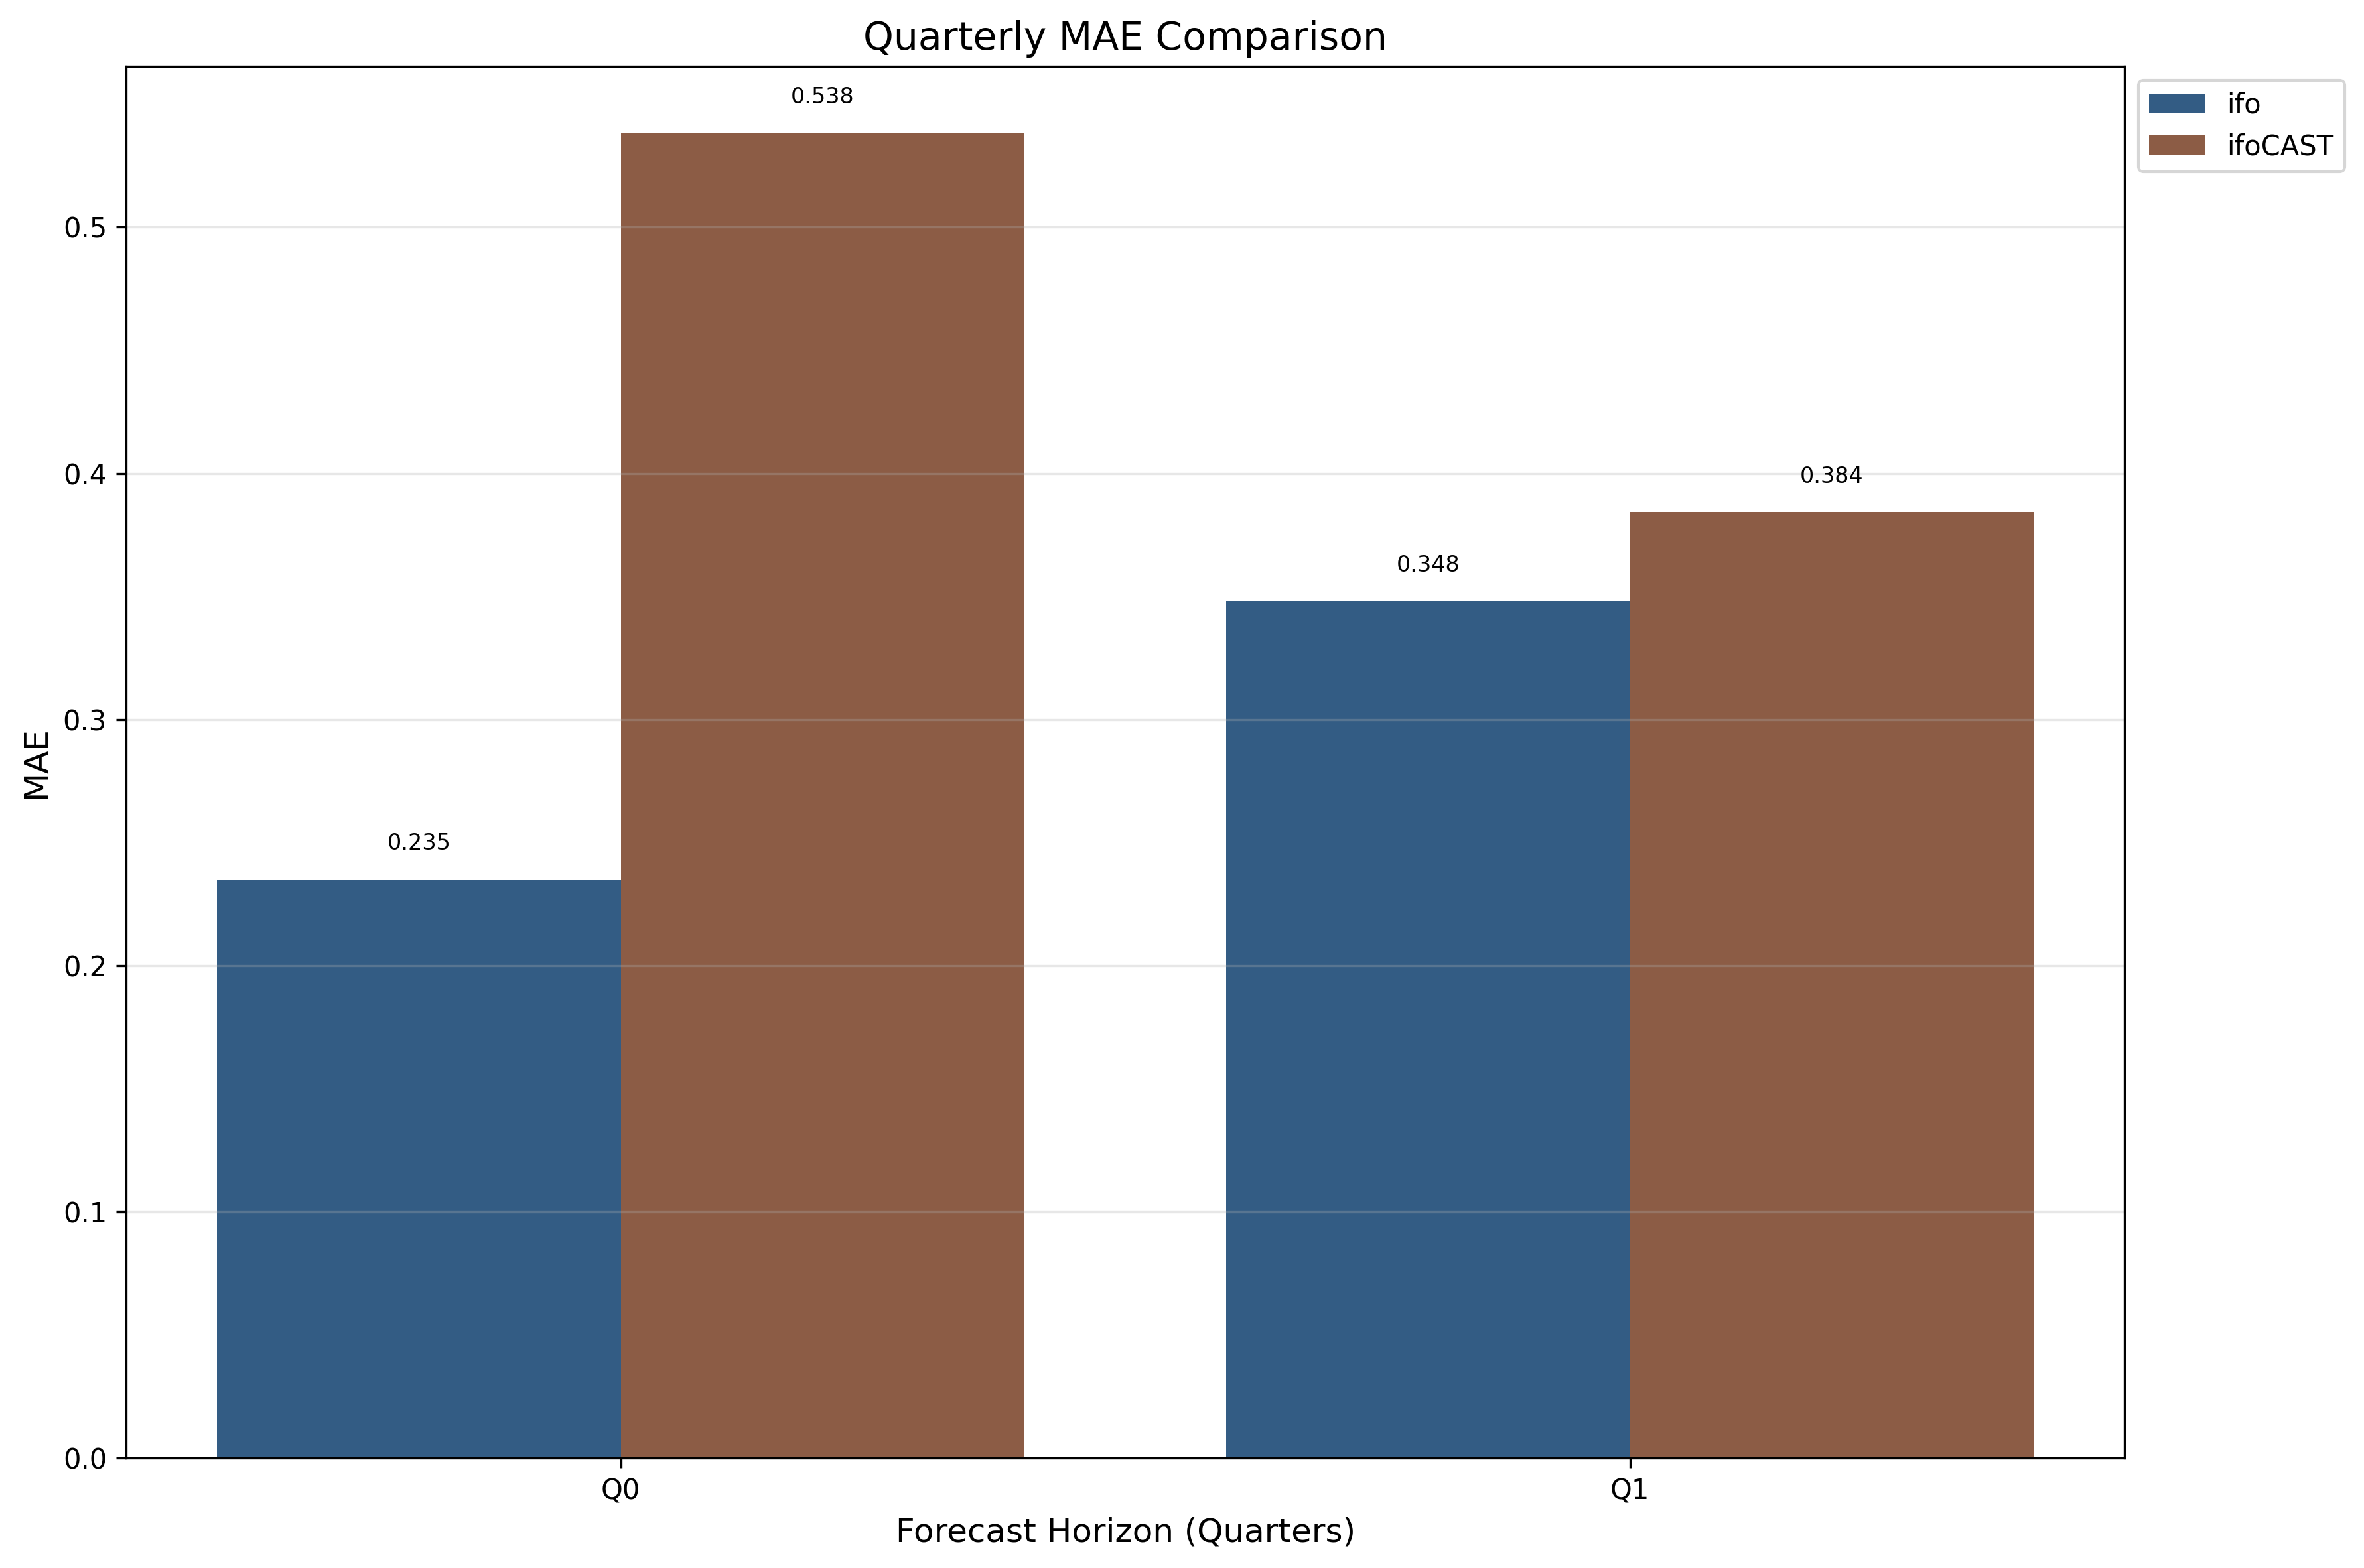 Quarterly MAE Comparison
ifo
ifoCAST
MAE
0.5
0.4
0.3
0.2
0.1
0.0
0.235
0.538
0.348
0.384
Q0
Q1
Forecast Horizon (Quarters)